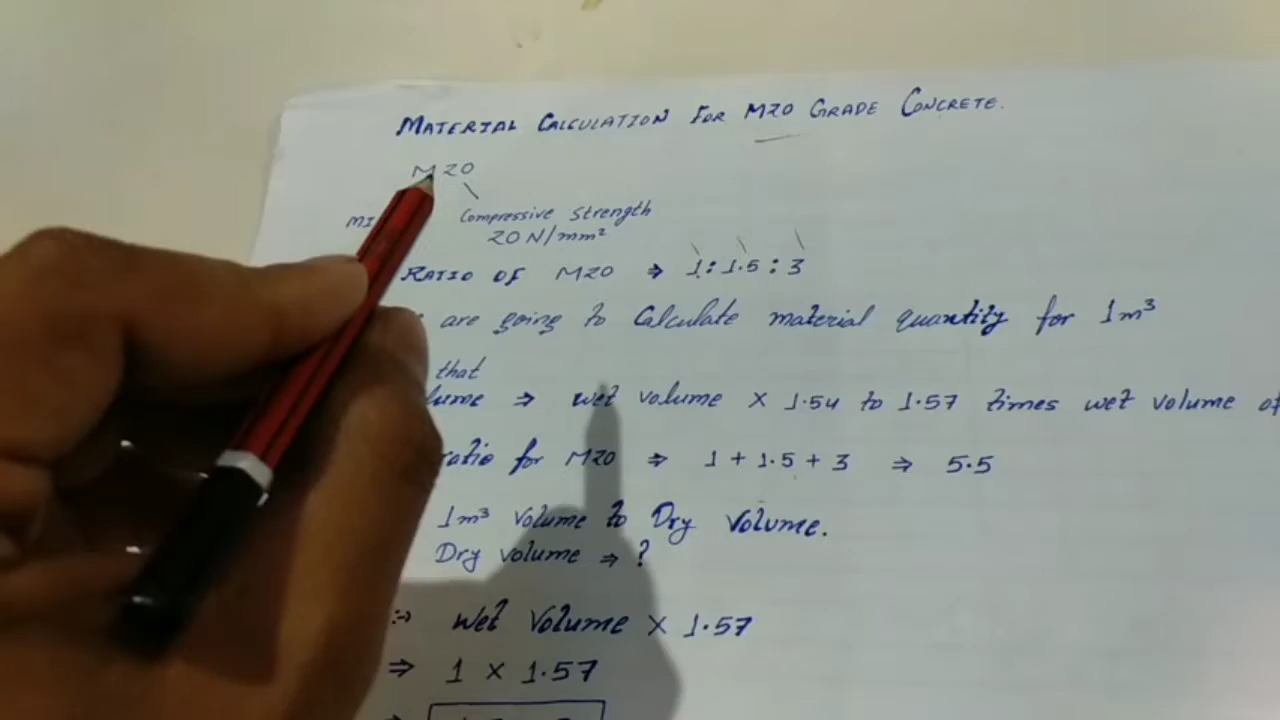 MATERIAL CALCULATION FOR M20 GRADE CONCRETE.
M20
MI
Compressive Strength
20 N/mm²
RATIO OF M20 ⇒ 1:1.5:3
are going to Calculate material quantity for 1m³
that
lume ⇒ wet volume × 1.54 to 1.57 times wet volume of
ratio for M20 ⇒ 1 + 1.5 + 3 ⇒ 5.5
1m³ Volume to Dry Volume.
Dry volume ⇒ ?
Wet Volume × 1.57
⇒ 1 × 1.57